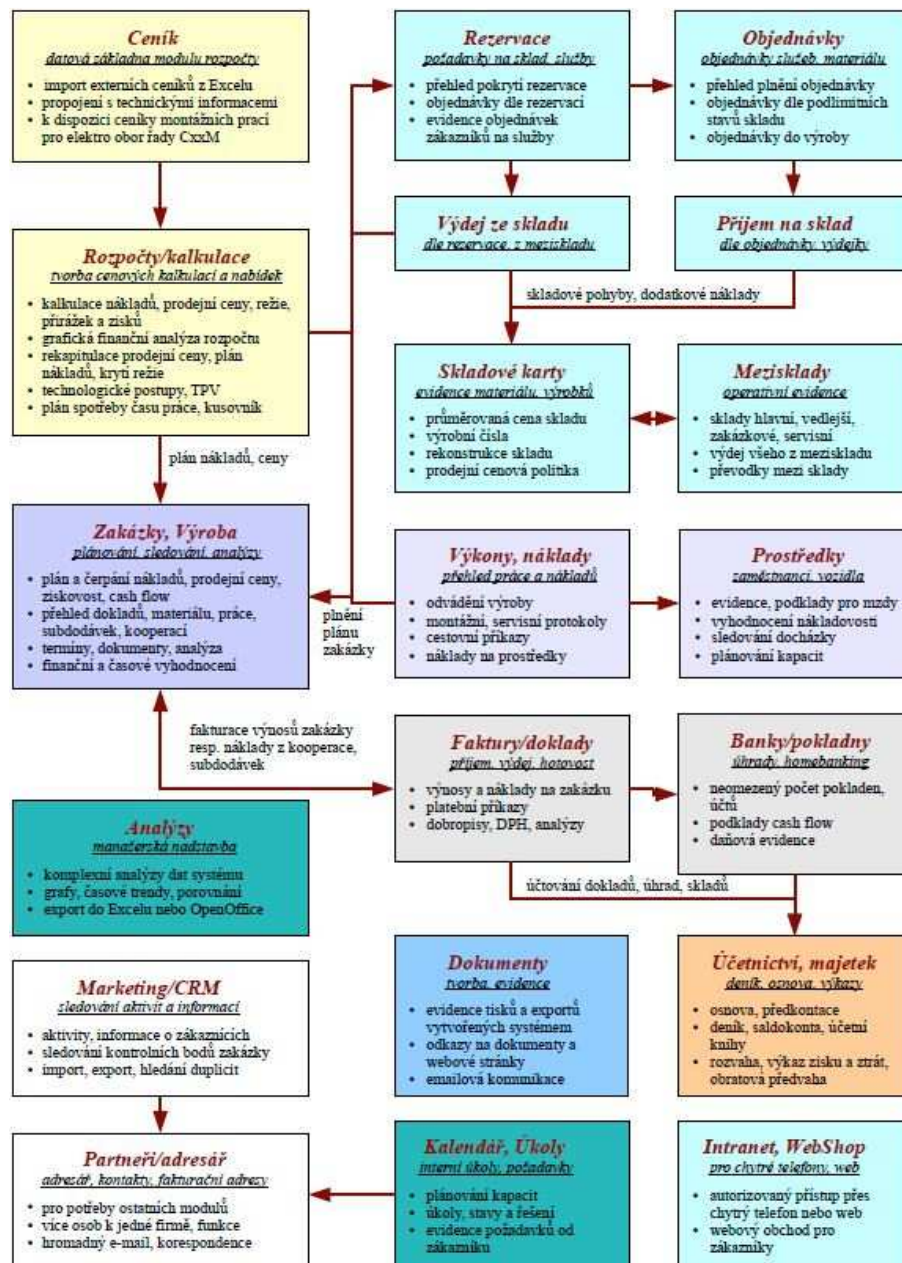 Ceník
datová základna modulu rozpočty
• import externích ceníků z Excelu
• propojení s technickými informacemi
• k dispozici ceníky montážních prací
pro elektro obor řady CxxM
Rezervace
požadavky na sklad, služby
• přehled pokrytí rezervace
• objednávky dle rezervací
• evidence objednávek
zákazníků na služby
Objednávky
objednávky služeb, materiálu
• přehled plnění objednávky
• objednávky dle podlimitních
stavů skladu
• objednávky do výroby
Rozpočty/kalkulace
tvorba cenových kalkulací a nabídek
• kalkulace nákladů, prodejní ceny, režie,
přirážek a zisků
• grafická finanční analýza rozpočtu
• rekapitulace prodejní ceny, plán
nákladů, krytí režie
• technologické postupy, TPV
• plán spotřeby času práce, kusovník
Výdej ze skladu
dle rezervace, z meziskladu
Příjem na sklad
dle objednávky, výdejky
skladové pohyby, dodatkové náklady
Skladové karty
evidence materiálu, výrobků
• průměrovaná cena skladu
• výrobní čísla
• rekonstrukce skladu
• prodejní cenová politika
Mezisklady
operativní evidence
• sklady hlavní, vedlejší,
zakázkové, servisní
• výdej všeho z meziskladu
• převodky mezi sklady
plán nákladů, ceny
Zakázky, Výroba
plánování, sledování, analýzy
• plán a čerpání nákladů, prodejní ceny,
ziskovost, cash flow
• přehled dokladů, materiálu, práce,
subdodávek, kooperací
• termíny, dokumenty, analýza
• finanční a časové vyhodnocení
plnění
plánu
zakázky
Výkony, náklady
přehled práce a nákladů
• odvádění výroby
• montážní, servisní protokoly
• cestovní příkazy
• náklady na prostředky
Prostředky
zaměstnanci, vozidla
• evidence, podklady pro mzdy
• vyhodnocení nákladovosti
• sledování docházky
• plánování kapacit
fakturace výnosů zakázky
resp. náklady z kooperace,
subdodávek
Faktury/doklady
příjem, výdej, hotovost
• výnosy a náklady na zakázku
• platební příkazy
• dobropisy, DPH, analýzy
Banky/pokladny
úhrady, homebanking
• neomezený počet pokladen,
účtů
• podklady cash flow
• daňová evidence
Analýzy
manažerská nadstavba
• komplexní analýzy dat systému
• grafy, časové trendy, porovnání
• export do Excelu nebo OpenOffice
účtování dokladů, úhrad, skladů
Marketing/CRM
sledování aktivit a informací
• aktivity, informace o zákaznících
• sledování kontrolních bodů zakázky
• import, export, hledání duplicit
Dokumenty
tvorba, evidence
• evidence tisků a exportů
vytvořených systémem
• odkazy na dokumenty a
webové stránky
• emailová komunikace
Účetnictví, majetek
deník, osnova, výkazy
• osnova, předkontace
• deník, saldokonta, účetní
knihy
• rozvaha, výkaz zisku a ztrát,
obratová předvaha
Partneři/adresář
adresář, kontakty, fakturační adresy
• pro potřeby ostatních modulů
• více osob k jedné firmě, funkce
• hromadný e-mail, korespondence
Kalendář, Úkoly
interní úkoly, požadavky
• plánování kapacit
• úkoly, stavy a řešení
• evidence požadavků od
zákazníků
Intranet, WebShop
pro chytré telefony, web
• autorizovaný přístup přes
chytrý telefon nebo web
• webový obchod pro
zákazníky